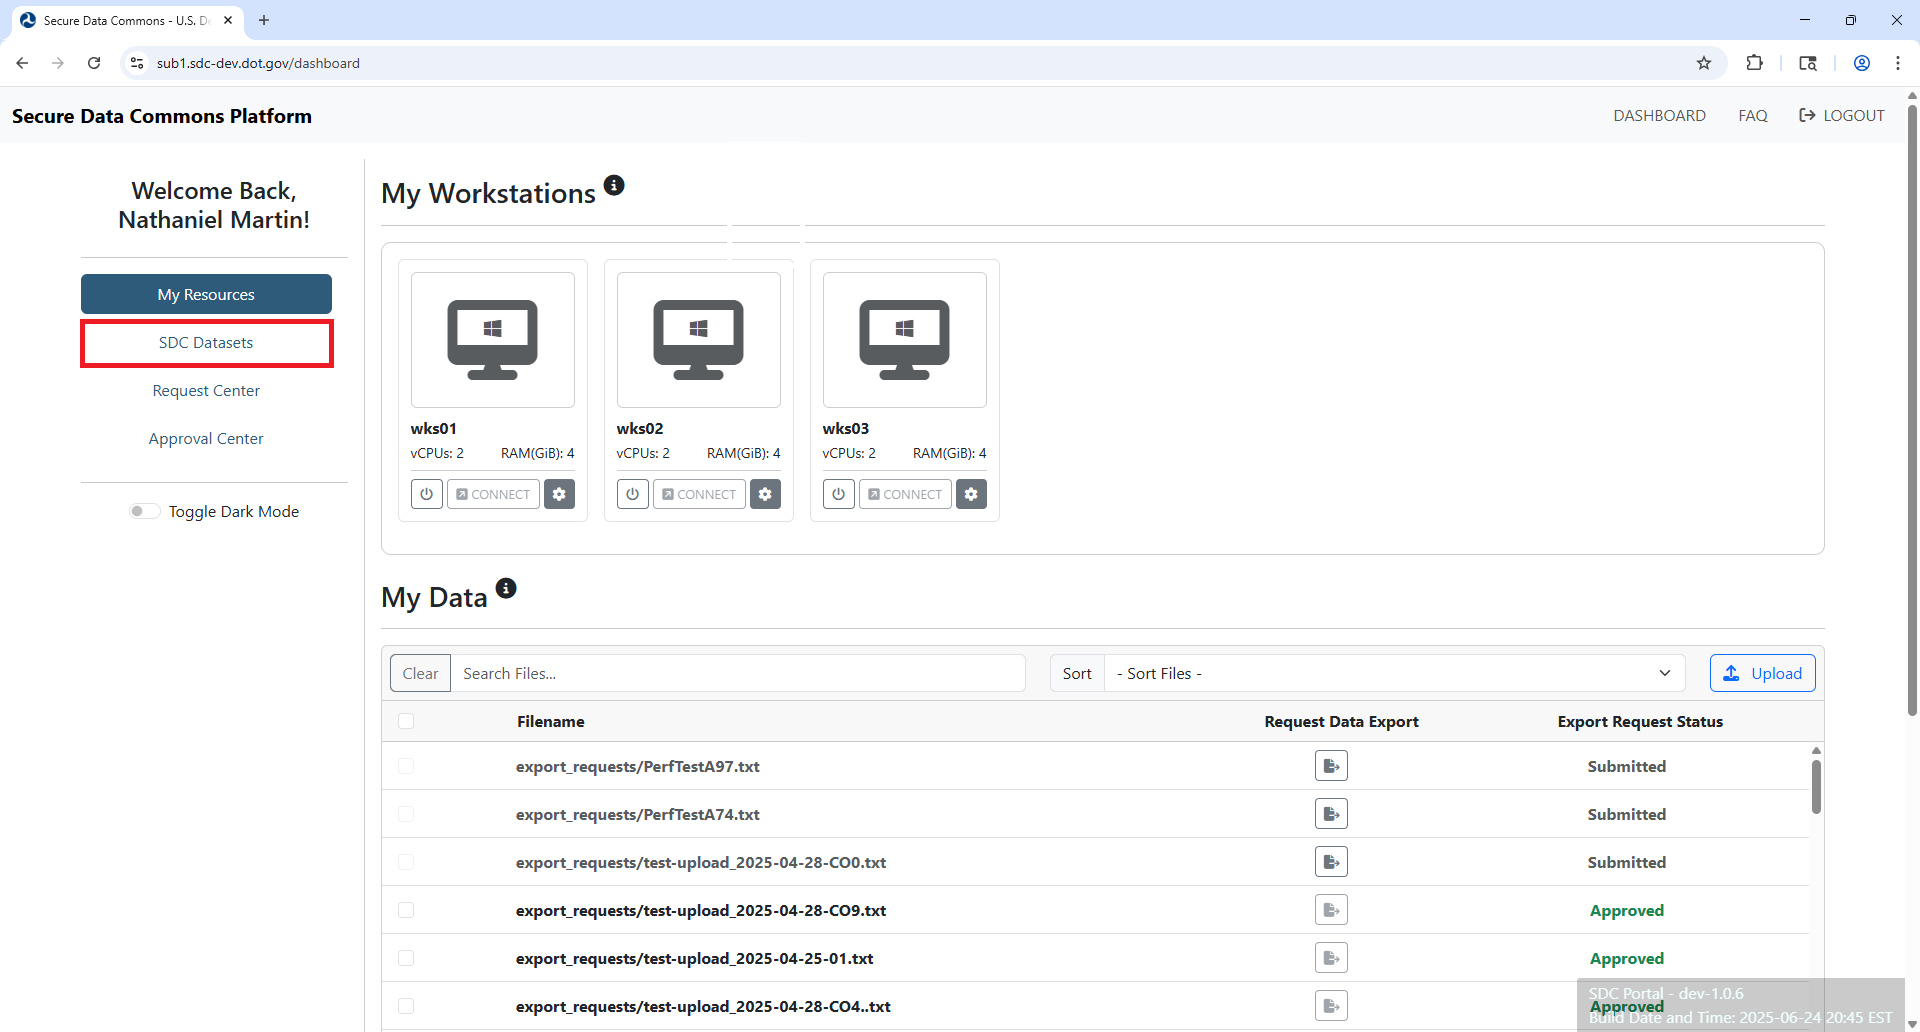 Secure Data Commons - U.S. D
sub1.sdc-dev.dot.gov/dashboard
Secure Data Commons Platform
DASHBOARD
FAQ
LOGOUT
Welcome Back,
Nathaniel Martin!
My Resources
SDC Datasets
Request Center
Approval Center
Toggle Dark Mode
My Workstations
wks01
vCPUs: 2 RAM(GiB): 4
CONNECT
wks02
vCPUs: 2 RAM(GiB): 4
CONNECT
wks03
vCPUs: 2 RAM(GiB): 4
CONNECT
My Data
Clear Search Files... Sort - Sort Files - Upload
Filename Request Data Export Export Request Status
export_requests/PerfTestA97.txt Submitted
export_requests/PerfTestA74.txt Submitted
export_requests/test-upload_2025-04-28-CO0.txt Submitted
export_requests/test-upload_2025-04-28-CO9.txt Approved
export_requests/test-upload_2025-04-25-01.txt Approved
export_requests/test-upload_2025-04-28-CO4..txt Approved
SDC Portal - dev-1.0.6
Build Date and Time: 2025-06-24 20:45 EST